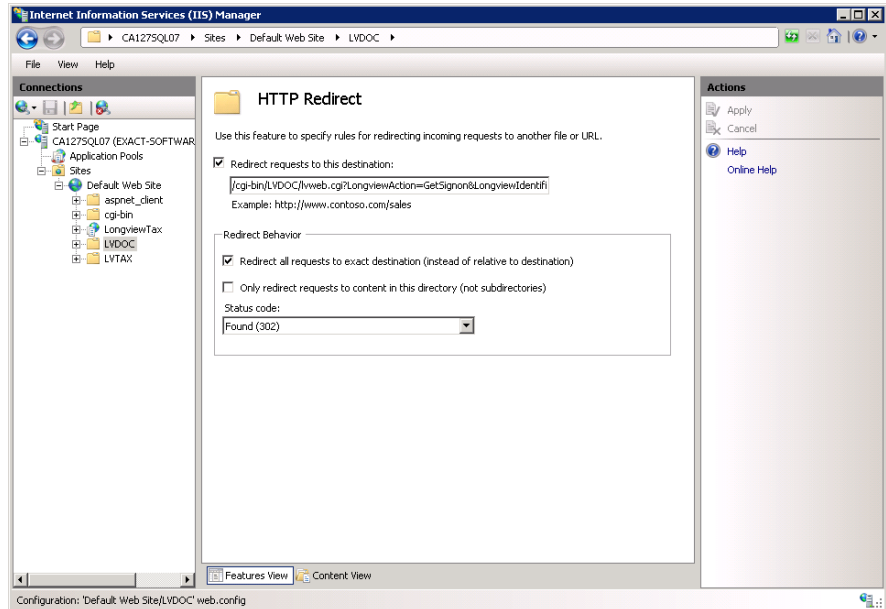 Internet Information Services (IIS) Manager
CA127SQL07 Sites Default Web Site LVDOC
File View Help
Connections
Start Page
CA127SQL07 (EXACT-SOFTWAR
Application Pools
Sites
Default Web Site
aspnet_client
cgi-bin
LongviewTax
LVDOC
LVTAX
HTTP Redirect
Use this feature to specify rules for redirecting incoming requests to another file or URL.
Redirect requests to this destination:
/cgi-bin/LVDOC/lvweb.cgi?LongviewAction=GetSignon&LongviewIdentifi
Example: http://www.contoso.com/sales
Redirect Behavior
Redirect all requests to exact destination (instead of relative to destination)
Only redirect requests to content in this directory (not subdirectories)
Status code:
Found (302)
Actions
Apply
Cancel
Help
Online Help
Features View Content View
Configuration: 'Default Web Site/LVDOC' web.config